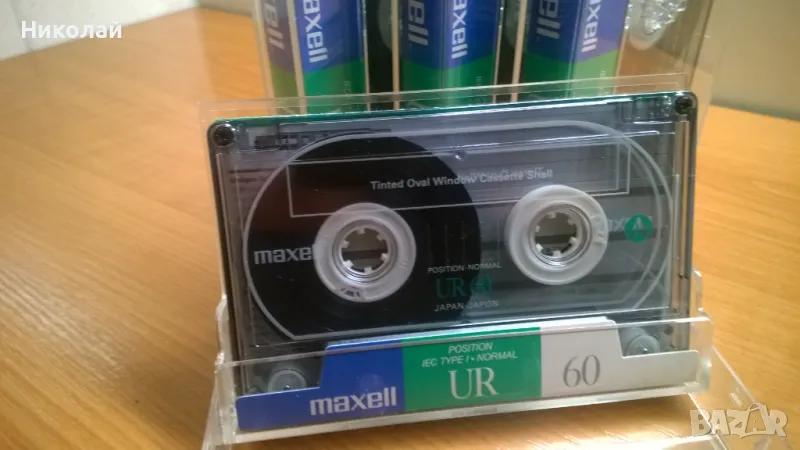 Николай
maxell
maxell
maxell
Tinted Oval Window Cassette Shell
maxell
POSITION·NORMAL
UR 60
JAPAN·JAPON
POSITION
IEC TYPE I • NORMAL
maxell
UR
60
BAZAR